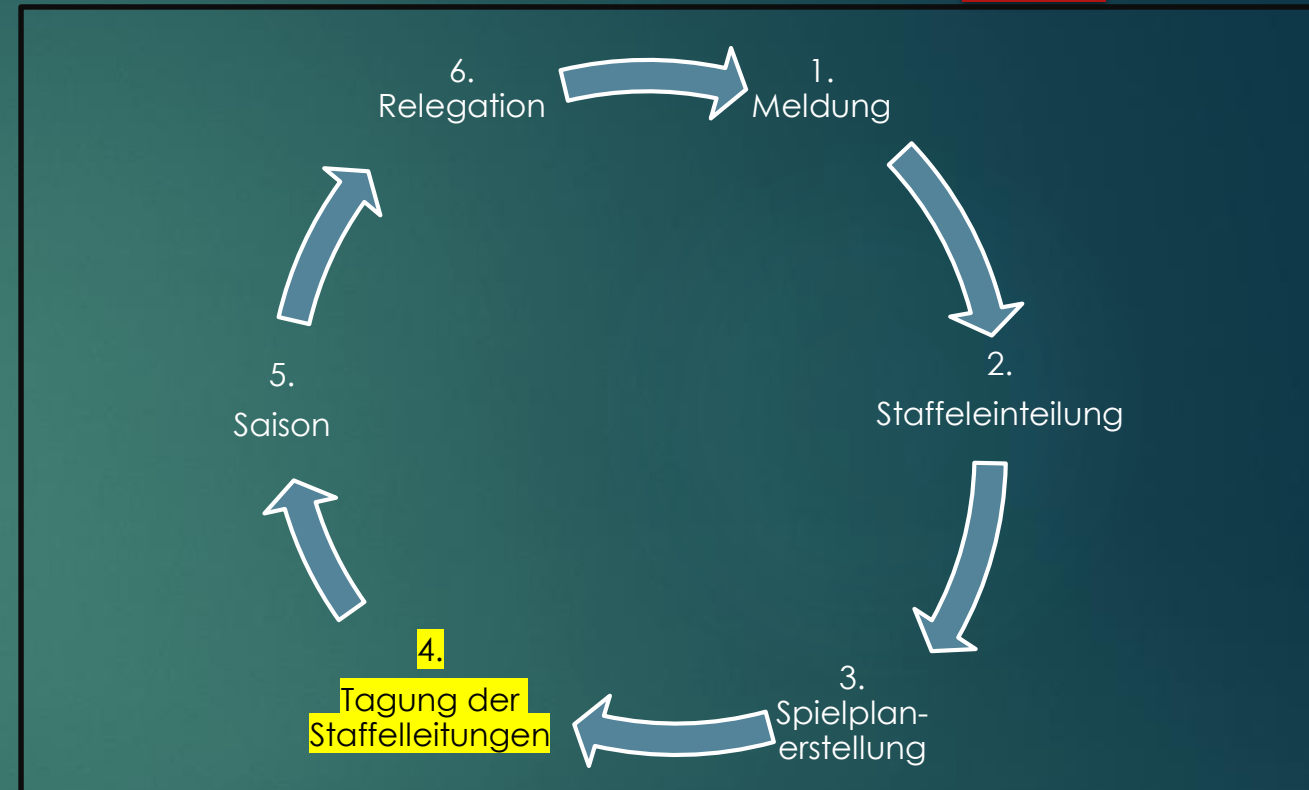 1.
Meldung
2.
Staffeleinteilung
3.
Spielplan-
erstellung
4.
Tagung der
Staffelleitungen
5.
Saison
6.
Relegation